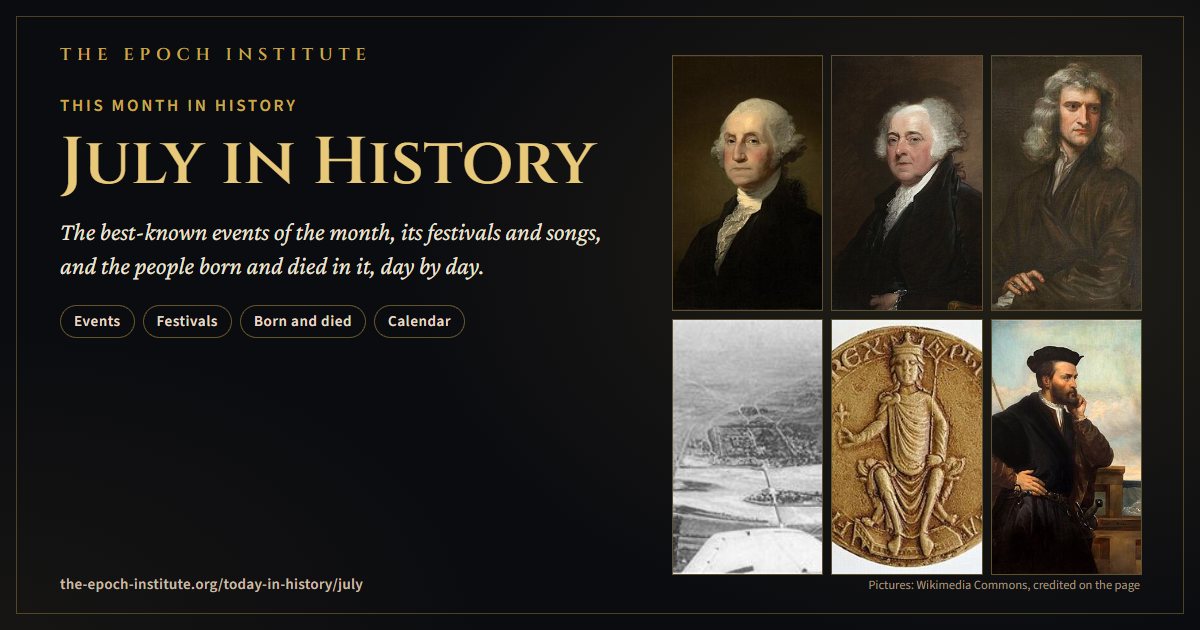 THE EPOCH INSTITUTE
THIS MONTH IN HISTORY
JULY IN HISTORY
The best-known events of the month, its festivals and songs,
and the people born and died in it, day by day.
Events
Festivals
Born and died
Calendar
the-epoch-institute.org/today-in-history/july
Pictures: Wikimedia Commons, credited on the page